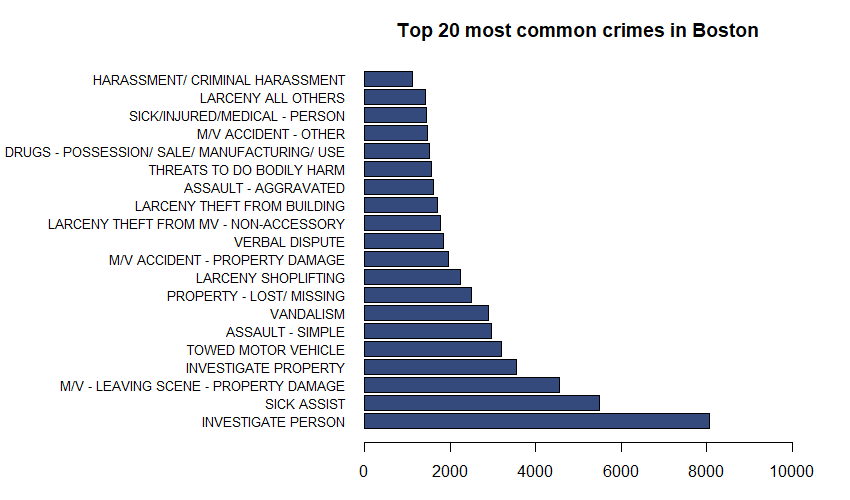 Top 20 most common crimes in Boston
HARASSMENT/ CRIMINAL HARASSMENT
LARCENY ALL OTHERS
SICK/INJURED/MEDICAL - PERSON
M/V ACCIDENT - OTHER
DRUGS - POSSESSION/ SALE/ MANUFACTURING/ USE
THREATS TO DO BODILY HARM
ASSAULT - AGGRAVATED
LARCENY THEFT FROM BUILDING
LARCENY THEFT FROM MV - NON-ACCESSORY
VERBAL DISPUTE
M/V ACCIDENT - PROPERTY DAMAGE
LARCENY SHOPLIFTING
PROPERTY - LOST/ MISSING
VANDALISM
ASSAULT - SIMPLE
TOWED MOTOR VEHICLE
INVESTIGATE PROPERTY
M/V - LEAVING SCENE - PROPERTY DAMAGE
SICK ASSIST
INVESTIGATE PERSON
0 2000 4000 6000 8000 10000